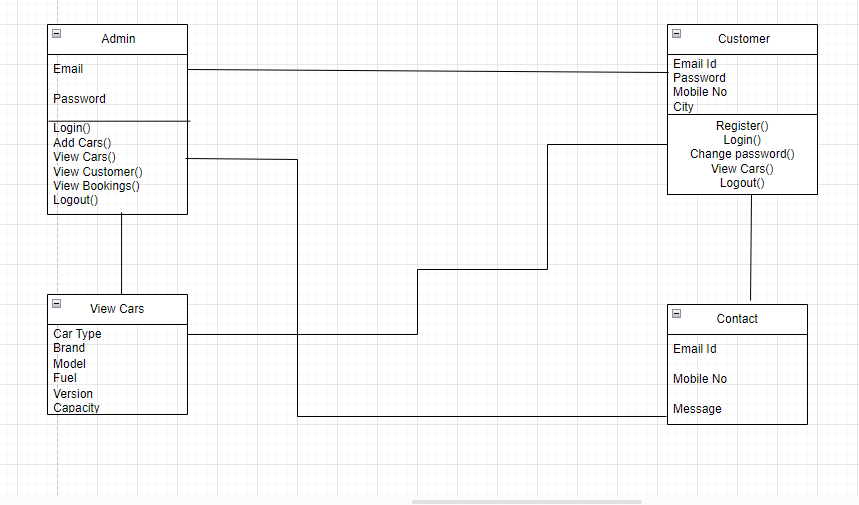 Admin
Email
Password
Login()
Add Cars()
View Cars()
View Customer()
View Bookings()
Logout()
Customer
Email Id
Password
Mobile No
City
Register()
Login()
Change password()
View Cars()
Logout()
View Cars
Car Type
Brand
Model
Fuel
Version
Capacity
Contact
Email Id
Mobile No
Message